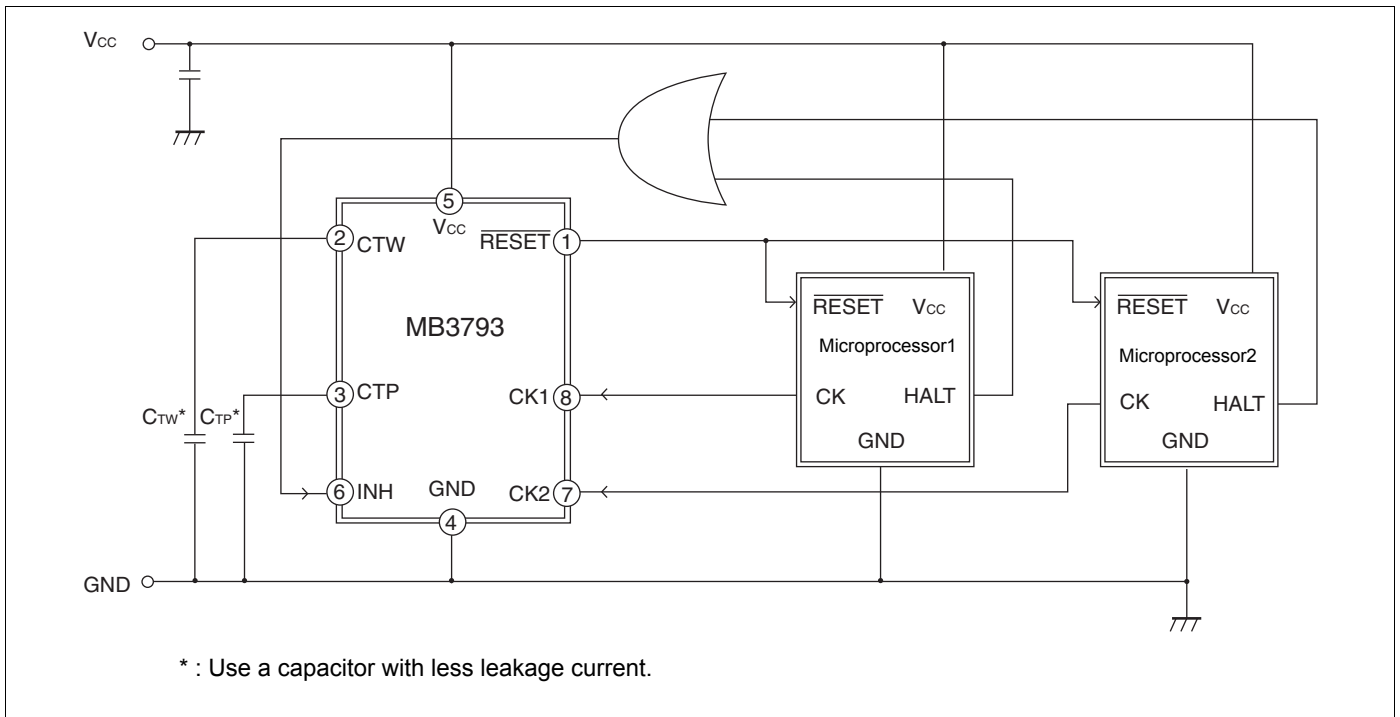 VCC
5
VCC
2 CTW
RESET 1
MB3793
RESET VCC
Microprocessor1
RESET VCC
Microprocessor2
3 CTP
CK1 8
CK HALT
CK HALT
CTW* CTP*
GND
GND
6 INH
GND
CK2 7
4
GND
* : Use a capacitor with less leakage current.